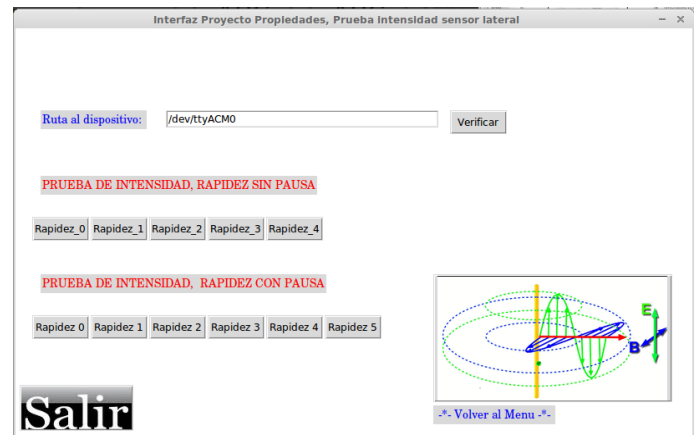 Interfaz Proyecto Propiedades, Prueba Intensidad sensor lateral
Ruta al dispositivo: /dev/ttyACM0 Verificar
PRUEBA DE INTENSIDAD, RAPIDEZ SIN PAUSA
Rapidez_0 Rapidez_1 Rapidez_2 Rapidez_3 Rapidez_4
PRUEBA DE INTENSIDAD, RAPIDEZ CON PAUSA
Rapidez 0 Rapidez 1 Rapidez 2 Rapidez 3 Rapidez 4 Rapidez 5
E
B
Salir
-*- Volver al Menu -*-